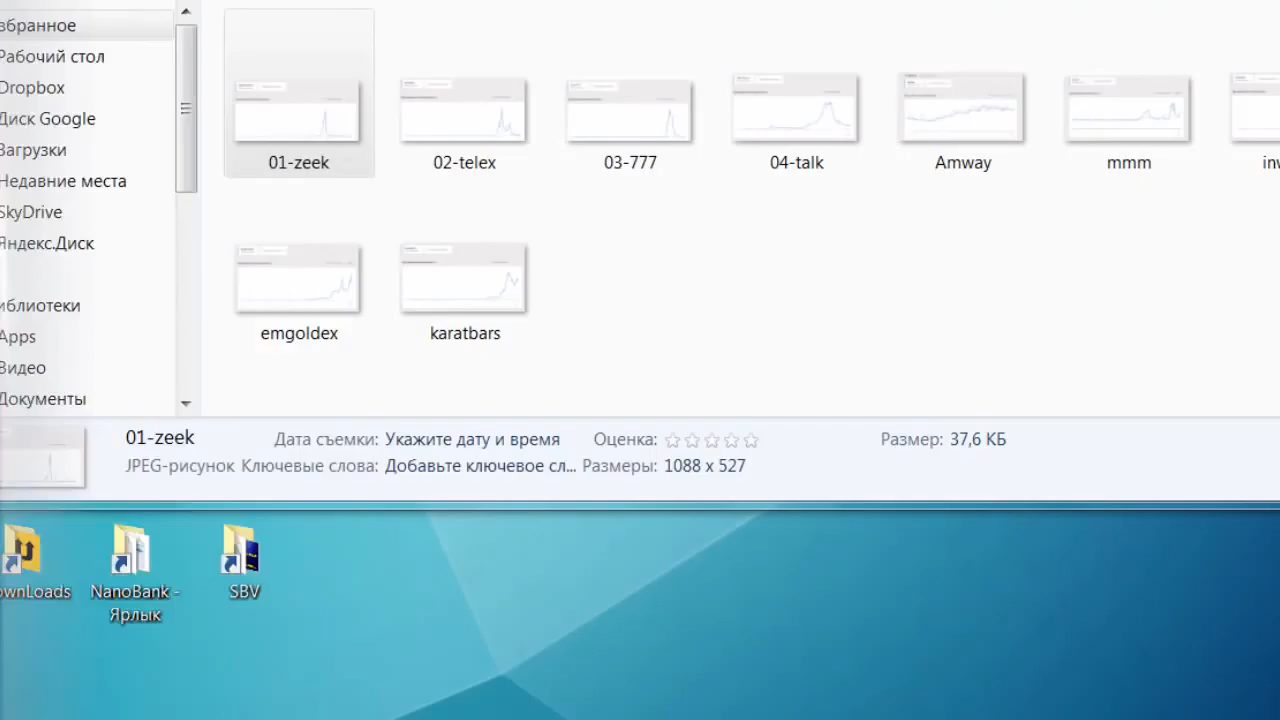 збранное
Рабочий стол
Dropbox
Диск Google
Загрузки
Недавние места
SkyDrive
Яндекс.Диск
иблиотеки
Apps
Видео
Документы
01-zeek
02-telex
03-777
04-talk
Amway
mmm
inv
emgoldex
karatbars
01-zeek
Дата съемки: Укажите дату и время
Оценка:
Размер: 37,6 КБ
JPEG-рисунок
Ключевые слова: Добавьте ключевое сл...
Размеры: 1088 x 527
ownLoads
NanoBank -
Ярлык
SBV